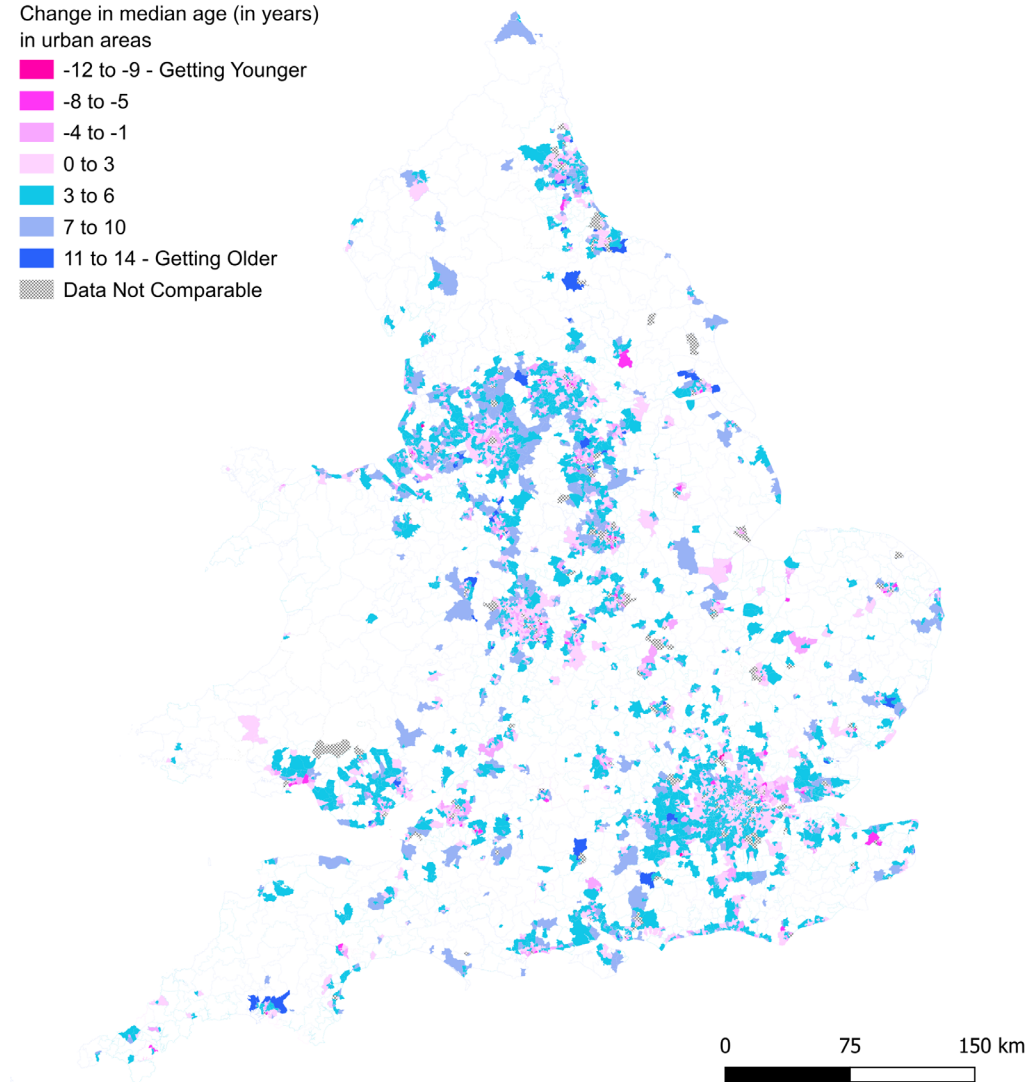 Change in median age (in years)
in urban areas
-12 to -9 - Getting Younger
-8 to -5
-4 to -1
0 to 3
3 to 6
7 to 10
11 to 14 - Getting Older
Data Not Comparable
0 75 150 km